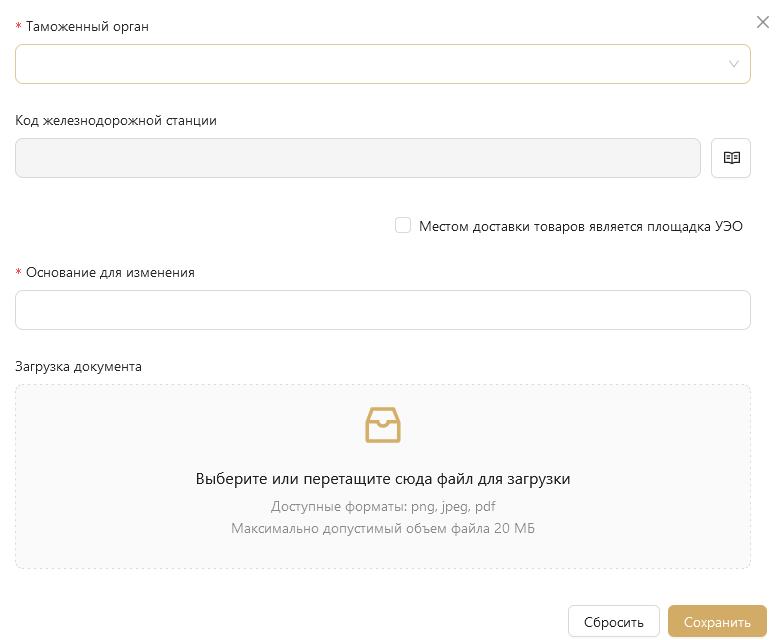 * Таможенный орган
Код железнодорожной станции
Местом доставки товаров является площадка УЭО
* Основание для изменения
Загрузка документа
Выберите или перетащите сюда файл для загрузки
Доступные форматы: png, jpeg, pdf
Максимально допустимый объем файла 20 МБ
Сбросить Сохранить